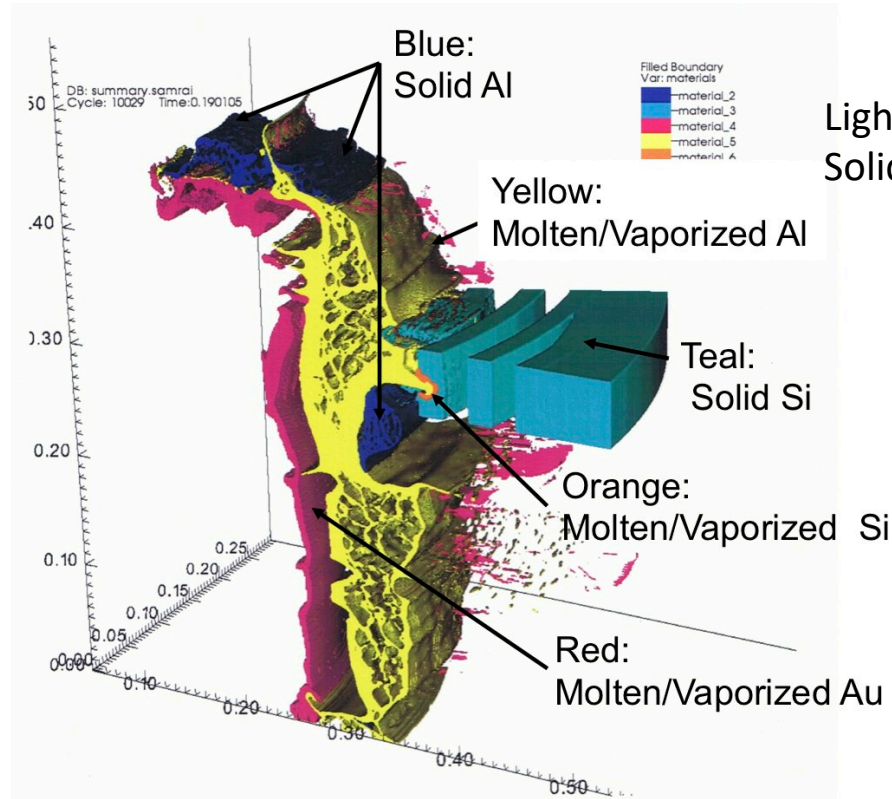 Blue:
Solid Al
DB: summary.samrai
Cycle: 10029 Time:0.190105
Filled Boundary
Var: materials
material_2
material_3
material_4
material_5
material_6
Yellow:
Molten/Vaporized Al
Teal:
Solid Si
Orange:
Molten/Vaporized Si
Red:
Molten/Vaporized Au
.40
0.20
0.10
0.00
0.05
0.10
0.15
0.20
0.25
0.10
0.20
0.30
0.40
0.50